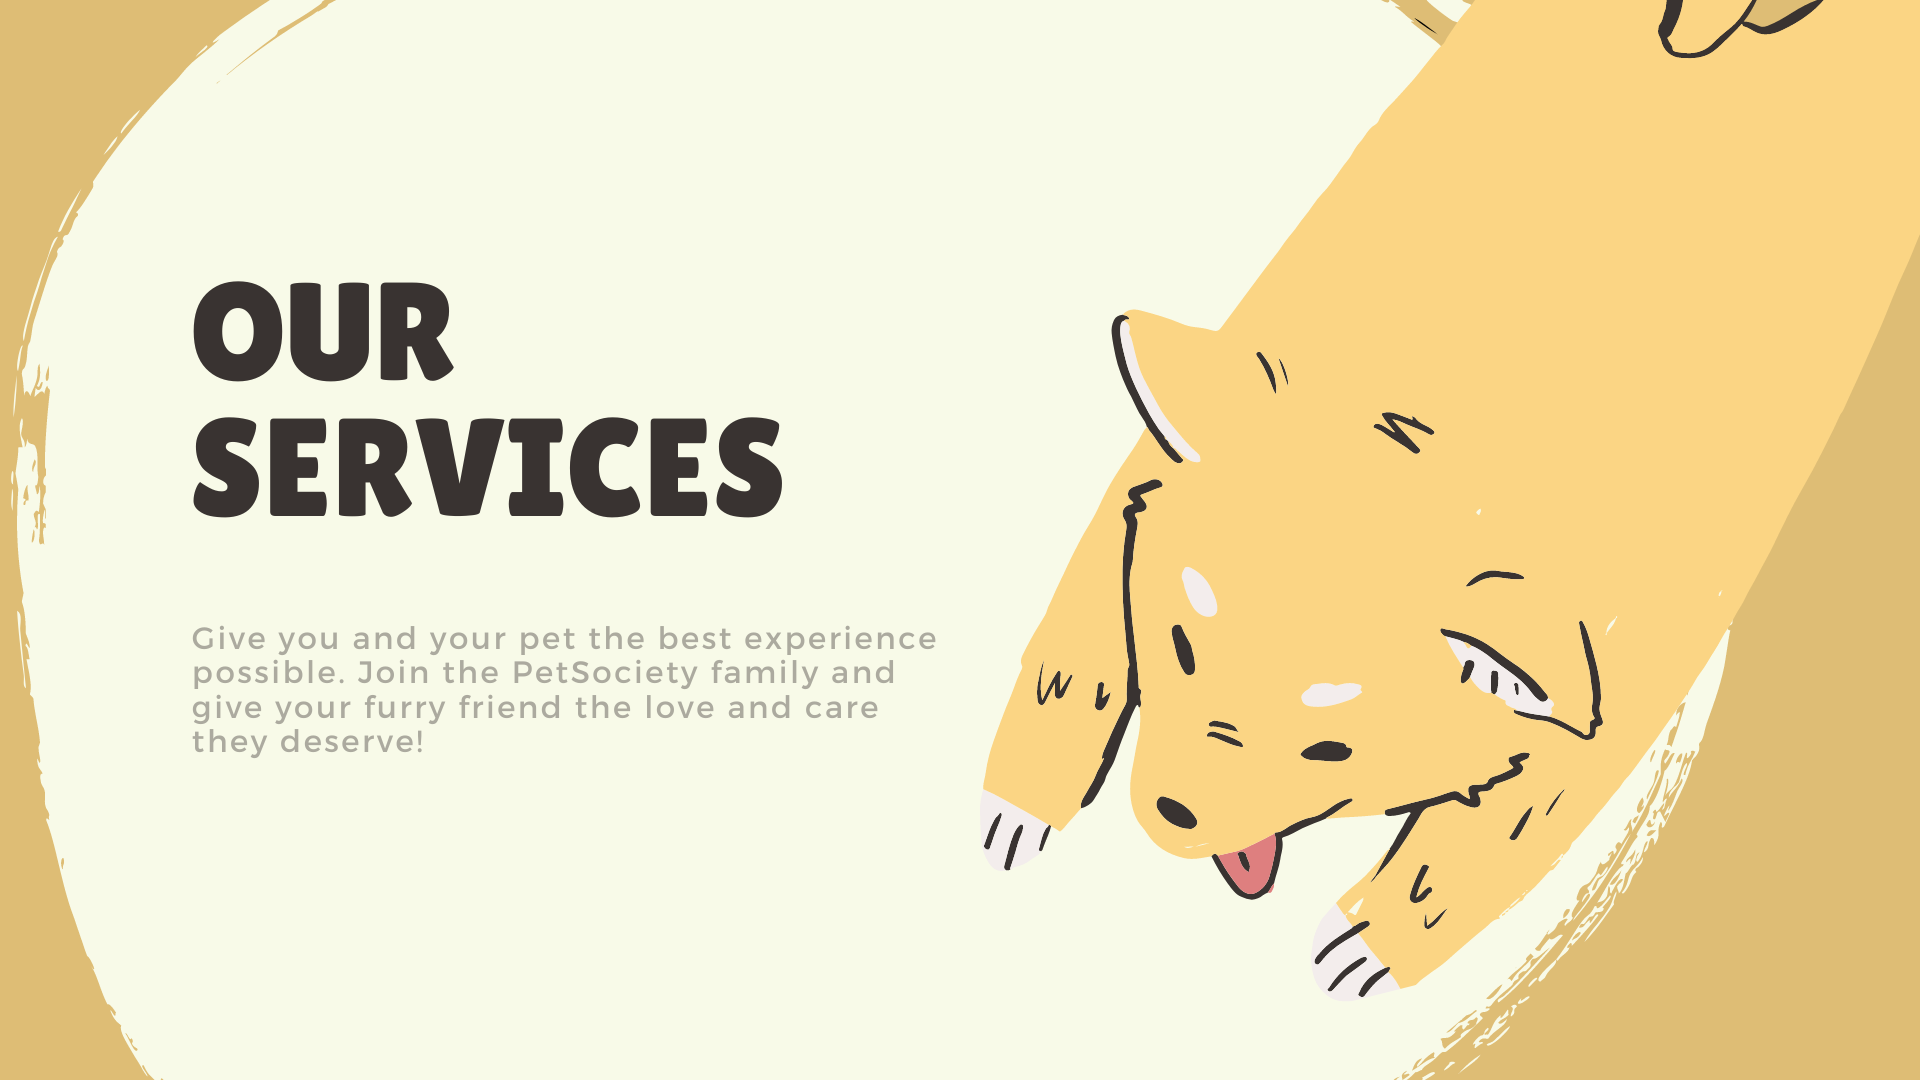 OUR
SERVICES
Give you and your pet the best experience
possible. Join the PetSociety family and
give your furry friend the love and care
they deserve!